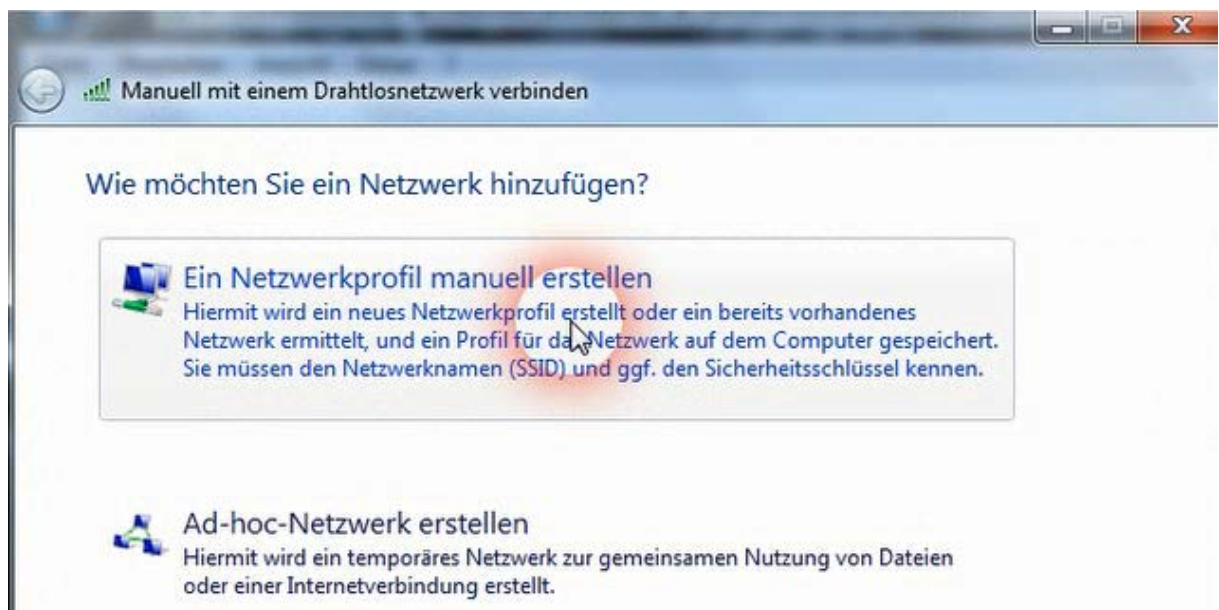 Manuell mit einem Drahtlosnetzwerk verbinden
Wie möchten Sie ein Netzwerk hinzufügen?
Ein Netzwerkprofil manuell erstellen
Hiermit wird ein neues Netzwerkprofil erstellt oder ein bereits vorhandenes
Netzwerk ermittelt, und ein Profil für das Netzwerk auf dem Computer gespeichert.
Sie müssen den Netzwerknamen (SSID) und ggf. den Sicherheitsschlüssel kennen.
Ad-hoc-Netzwerk erstellen
Hiermit wird ein temporäres Netzwerk zur gemeinsamen Nutzung von Dateien
oder einer Internetverbindung erstellt.